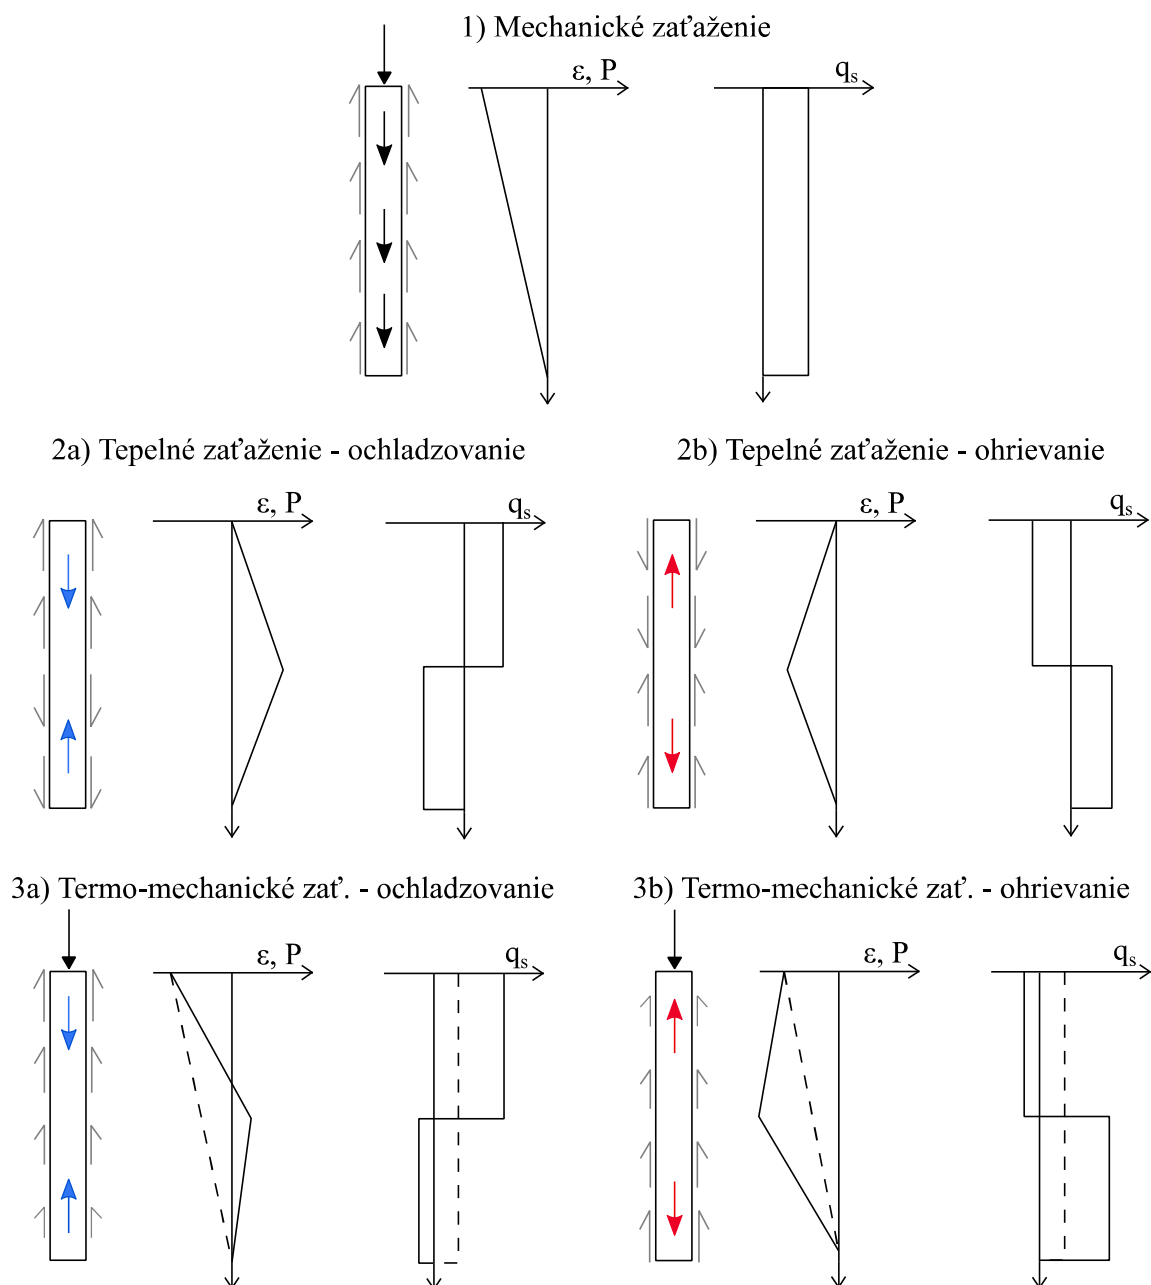 1) Mechanické zaťaženie
ε, P
qs
2a) Tepelné zaťaženie - ochladzovanie
2b) Tepelné zaťaženie - ohrievanie
ε, P
qs
ε, P
qs
3a) Termo-mechanické zať. - ochladzovanie
3b) Termo-mechanické zať. - ohrievanie
ε, P
qs
ε, P
qs